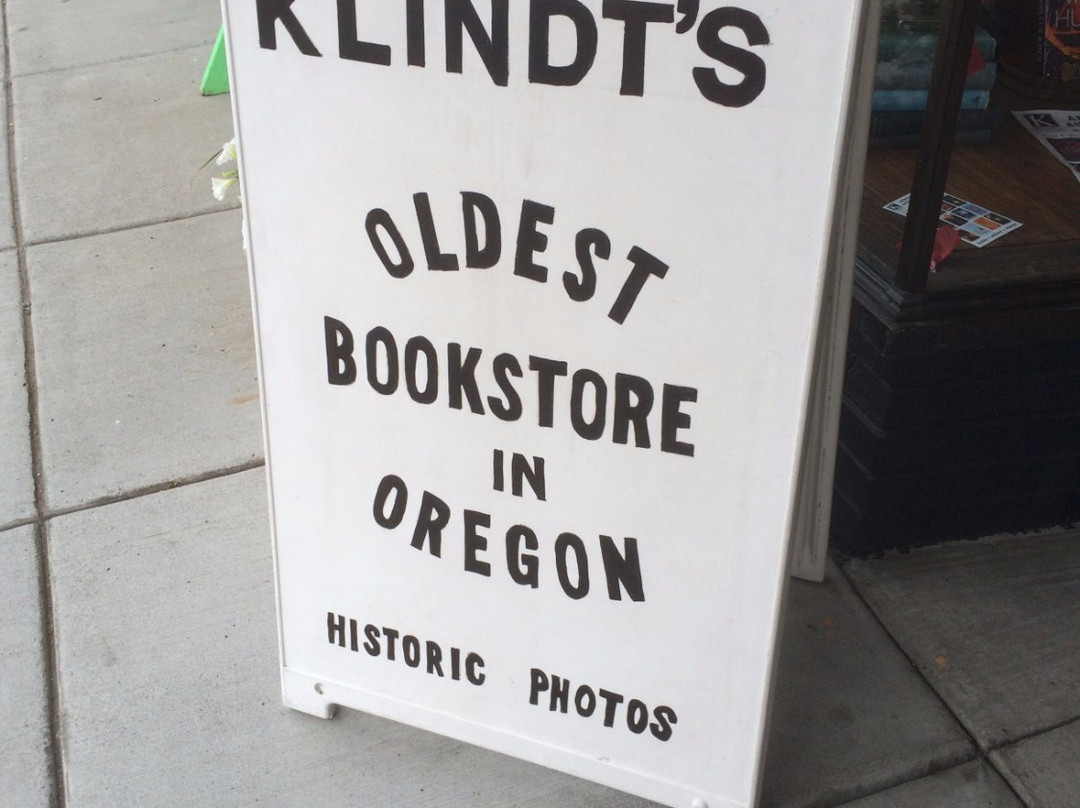 KLINDT'S
OLDEST
BOOKSTORE
IN
OREGON
HISTORIC PHOTOS
K